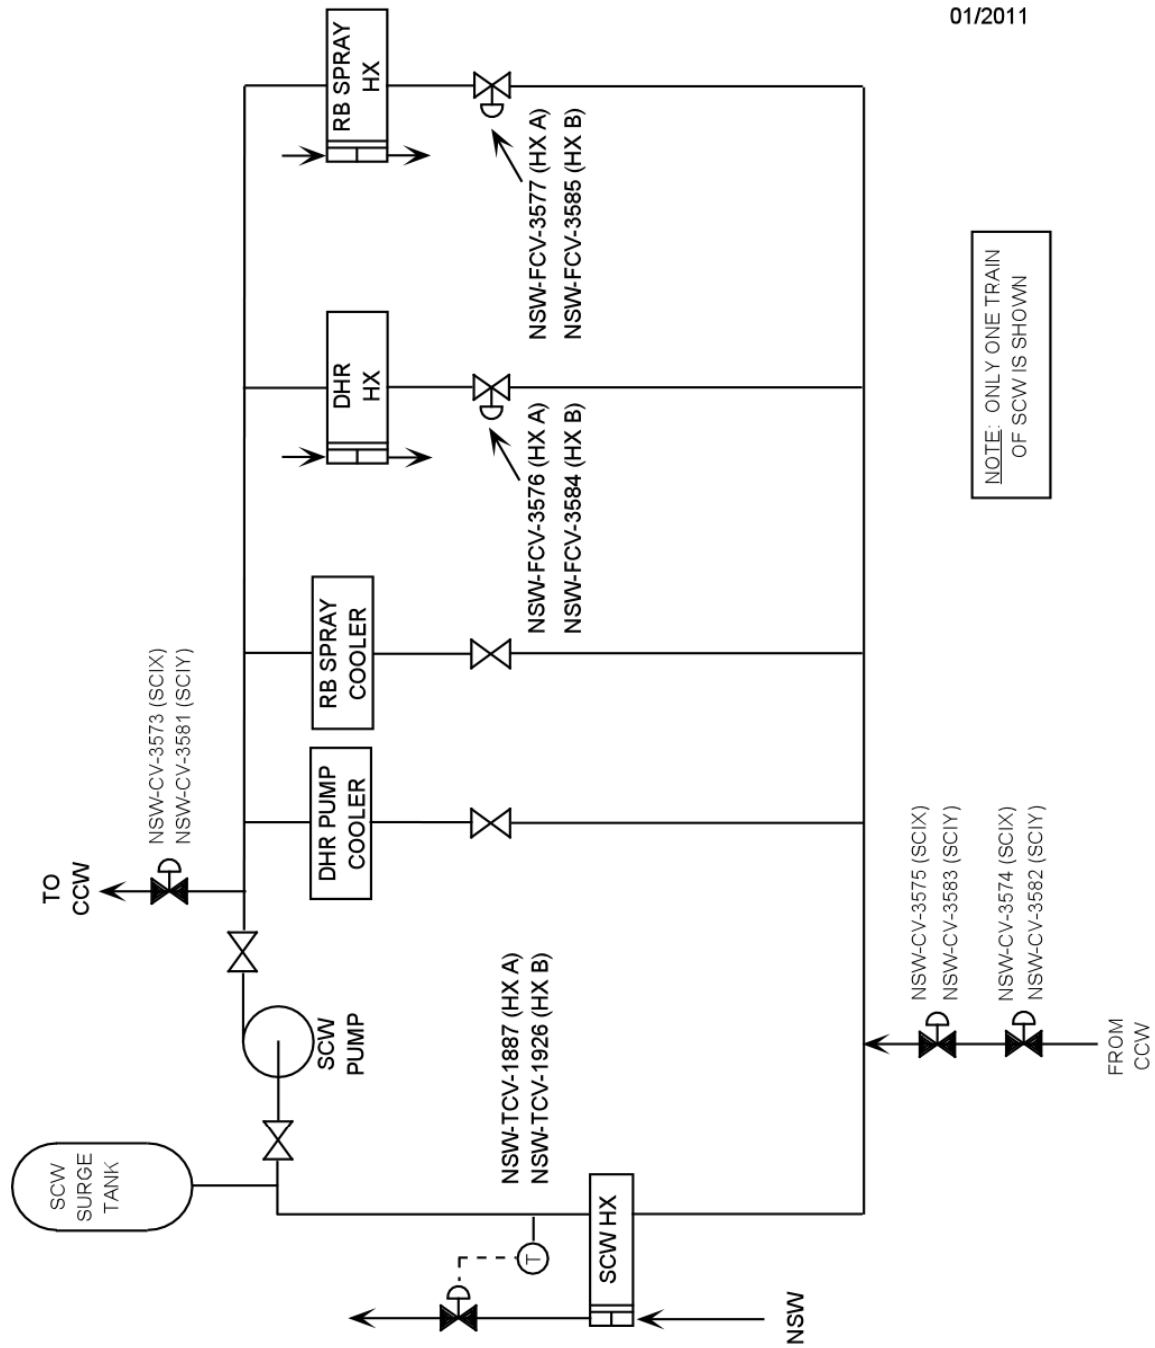 01/2011
SCW
SURGE
TANK
SCW
PUMP
TO
CCW
NSW-CV-3573 (SCIX)
NSW-CV-3581 (SCIY)
DHR PUMP
COOLER
RB SPRAY
COOLER
DHR
HX
RB SPRAY
HX
NSW-FCV-3576 (HX A)
NSW-FCV-3584 (HX B)
NSW-FCV-3577 (HX A)
NSW-FCV-3585 (HX B)
NSW-TCV-1887 (HX A)
NSW-TCV-1926 (HX B)
T
SCW HX
NSW
NSW-CV-3575 (SCIX)
NSW-CV-3583 (SCIY)
NSW-CV-3574 (SCIX)
NSW-CV-3582 (SCIY)
FROM
CCW
NOTE: ONLY ONE TRAIN
OF SCW IS SHOWN